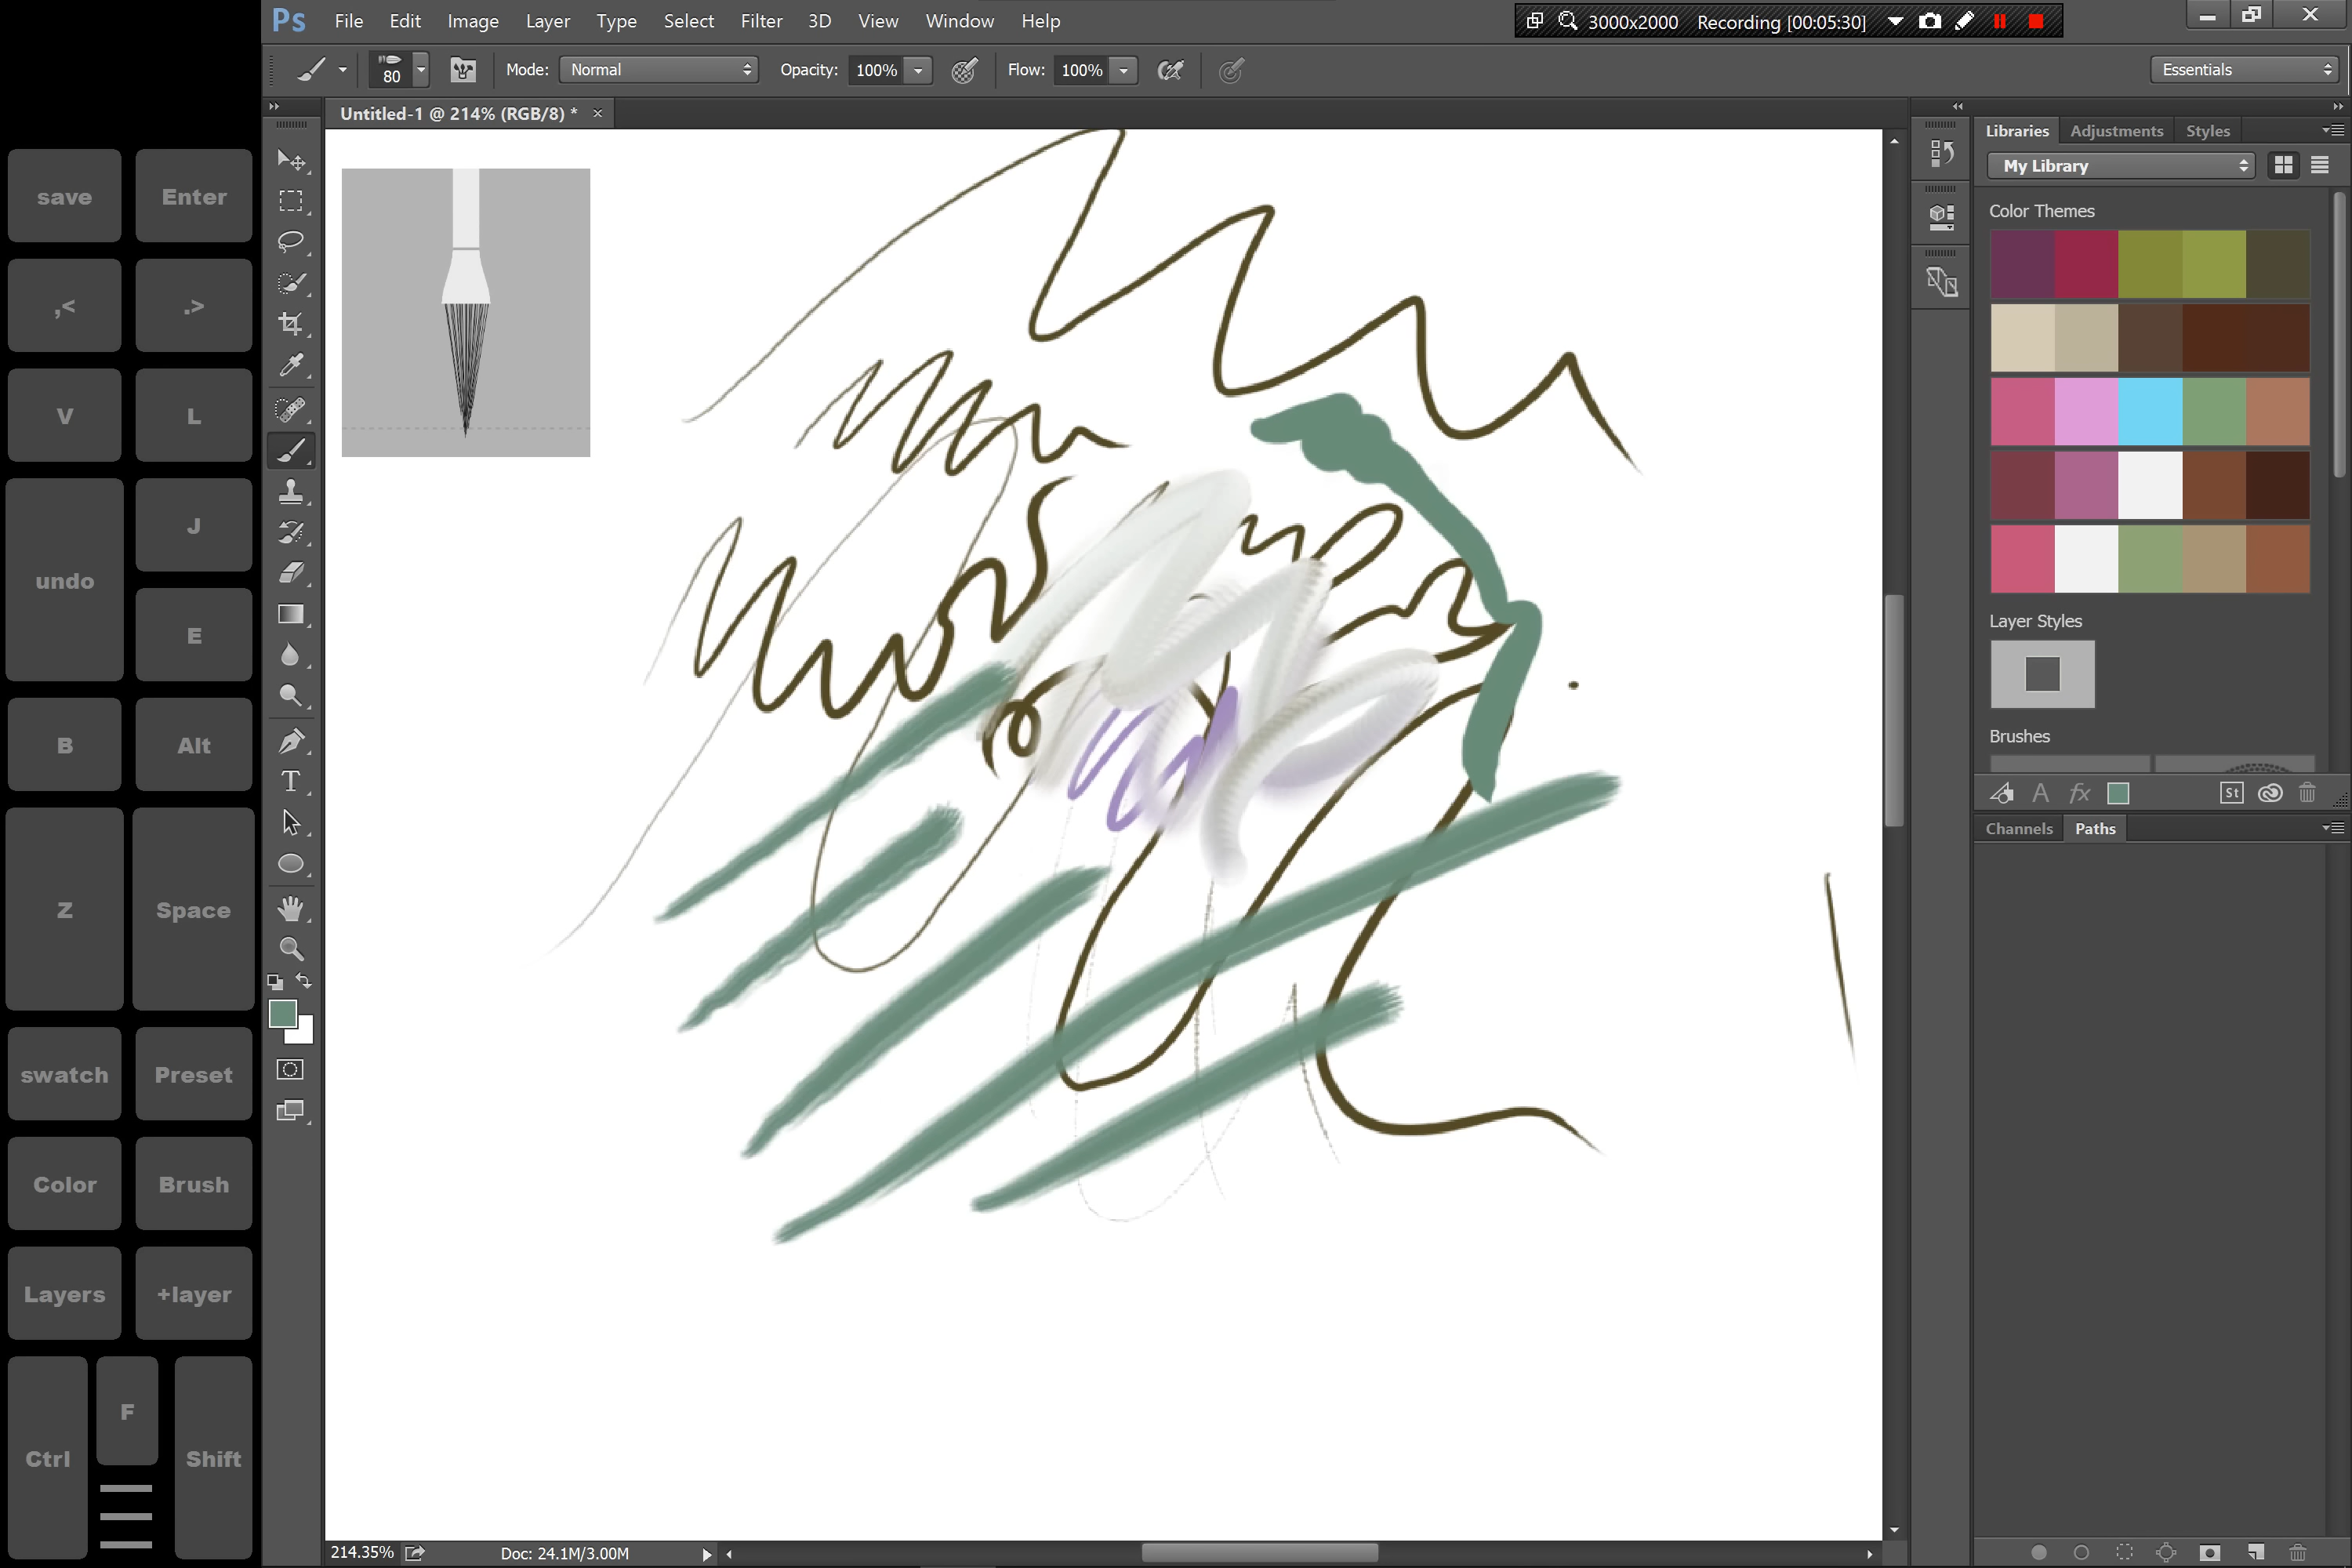 Ps File Edit Image Layer Type Select Filter 3D View Window Help
3000x2000 Recording [00:05:30]
80 Mode: Normal Opacity: 100% Flow: 100% Essentials
Untitled-1 @ 214% (RGB/8) * ×
Libraries Adjustments Styles
My Library
Color Themes
Layer Styles
Brushes
A fx St
Channels Paths
save Enter
,< .>
V L
undo J
E
B Alt
Z Space
swatch Preset
Color Brush
Layers +layer
Ctrl F Shift
T
214.35% Doc: 24.1M/3.00M